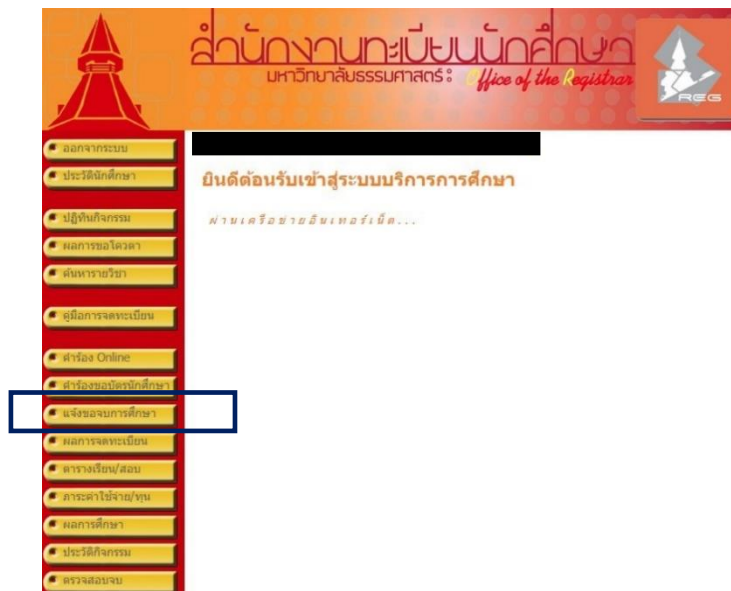 สำนักงานทะเบียนนักศึกษา
มหาวิทยาลัยธรรมศาสตร์ : Office of the Registrar
REG
ออกจากระบบ
ประวัตินักศึกษา
ปฏิทินกิจกรรม
ผลการขอโควตา
ค้นหารายวิชา
คู่มือการจดทะเบียน
คำร้อง Online
คำร้องขอบัตรนักศึกษา
แจ้งขอจบการศึกษา
ผลการจดทะเบียน
ตารางเรียน/สอบ
ภาระค่าใช้จ่าย/ทุน
ผลการศึกษา
ประวัติกิจกรรม
ตรวจสอบจบ
ยินดีต้อนรับเข้าสู่ระบบบริการการศึกษา
ผ่านเครือข่ายอินเทอร์เน็ต...